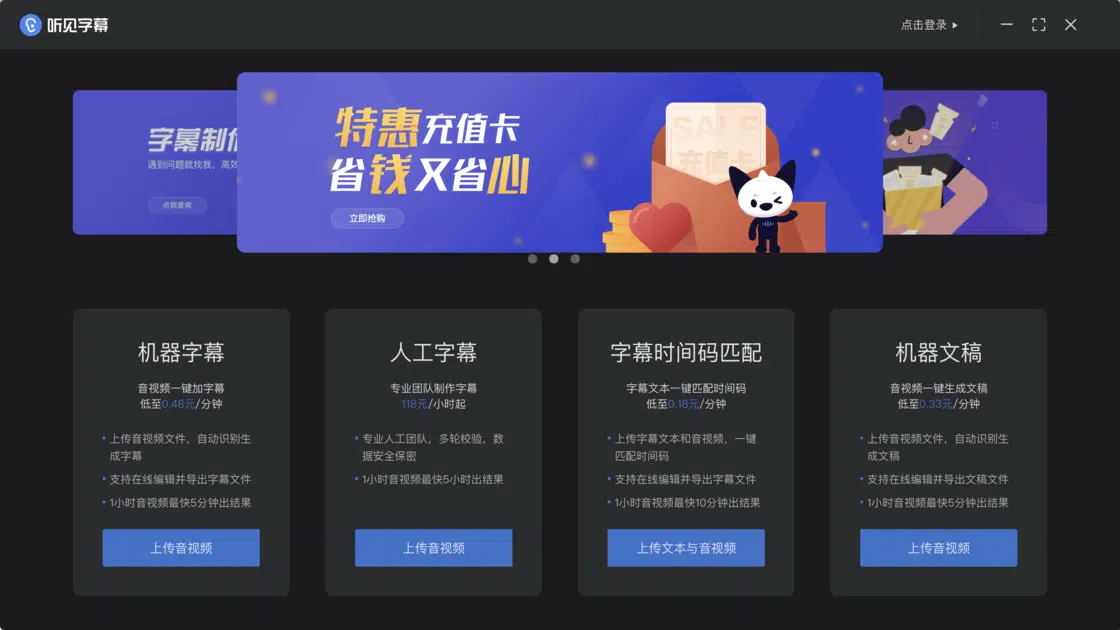 听见字幕
点击登录
字幕制作
遇到问题就找我，高效
点我查询
特惠充值卡
省钱又省心
立即抢购
SALE
充值卡
机器字幕
音视频一键加字幕
低至0.48元/分钟
• 上传音视频文件，自动识别生
成字幕
• 支持在线编辑并导出字幕文件
• 1小时音视频最快5分钟出结果
上传音视频
人工字幕
专业团队制作字幕
118元/小时起
• 专业人工团队，多轮校验，数
据安全保密
• 1小时音视频最快5小时出结果
上传音视频
字幕时间码匹配
字幕文本一键匹配时间码
低至0.18元/分钟
• 上传字幕文本和音视频，一键
匹配时间码
• 支持在线编辑并导出字幕文件
• 1小时音视频最快10分钟出结果
上传文本与音视频
机器文稿
音视频一键生成文稿
低至0.33元/分钟
• 上传音视频文件，自动识别生
成文稿
• 支持在线编辑并导出文稿文件
• 1小时音视频最快5分钟出结果
上传音视频